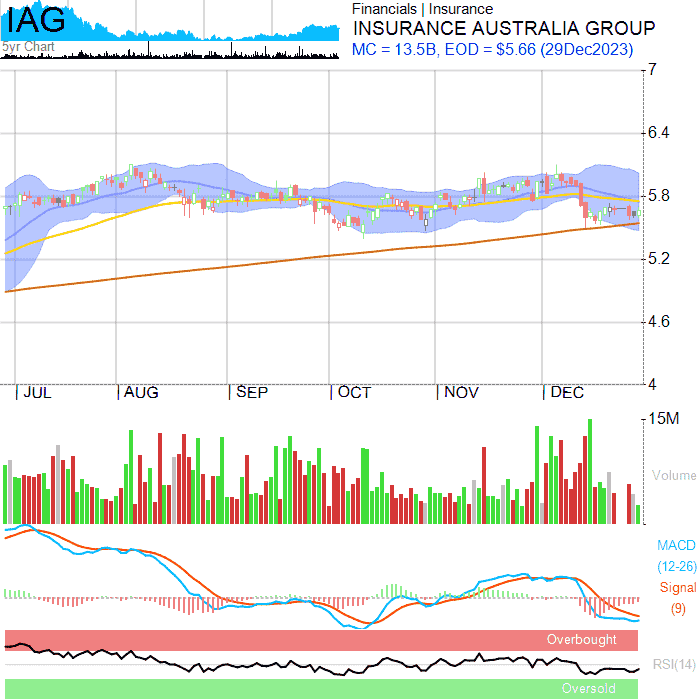 IAG
5yr Chart
Financials | Insurance
INSURANCE AUSTRALIA GROUP
MC = 13.5B, EOD = $5.66 (29Dec2023)
7
6.4
5.8
5.2
4.6
4
| JUL | AUG | SEP | OCT | NOV | DEC
15M
Volume
MACD
(12-26)
Signal
(9)
Overbought
RSI(14)
Oversold